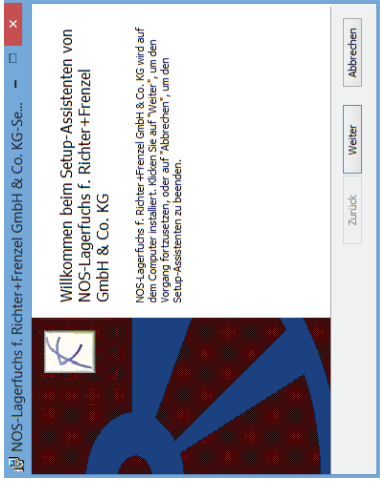 NOS-Lagerfuchs f. Richter+Frenzel GmbH & Co. KG-Se...
Willkommen beim Setup-Assistenten von
NOS-Lagerfuchs f. Richter+Frenzel
GmbH & Co. KG
NOS-Lagerfuchs f. Richter+Frenzel GmbH & Co. KG wird auf
dem Computer installiert. Klicken Sie auf "Weiter", um den
Vorgang fortzusetzen, oder auf "Abbrechen", um den
Setup-Assistenten zu beenden.
Zurück
Weiter
Abbrechen